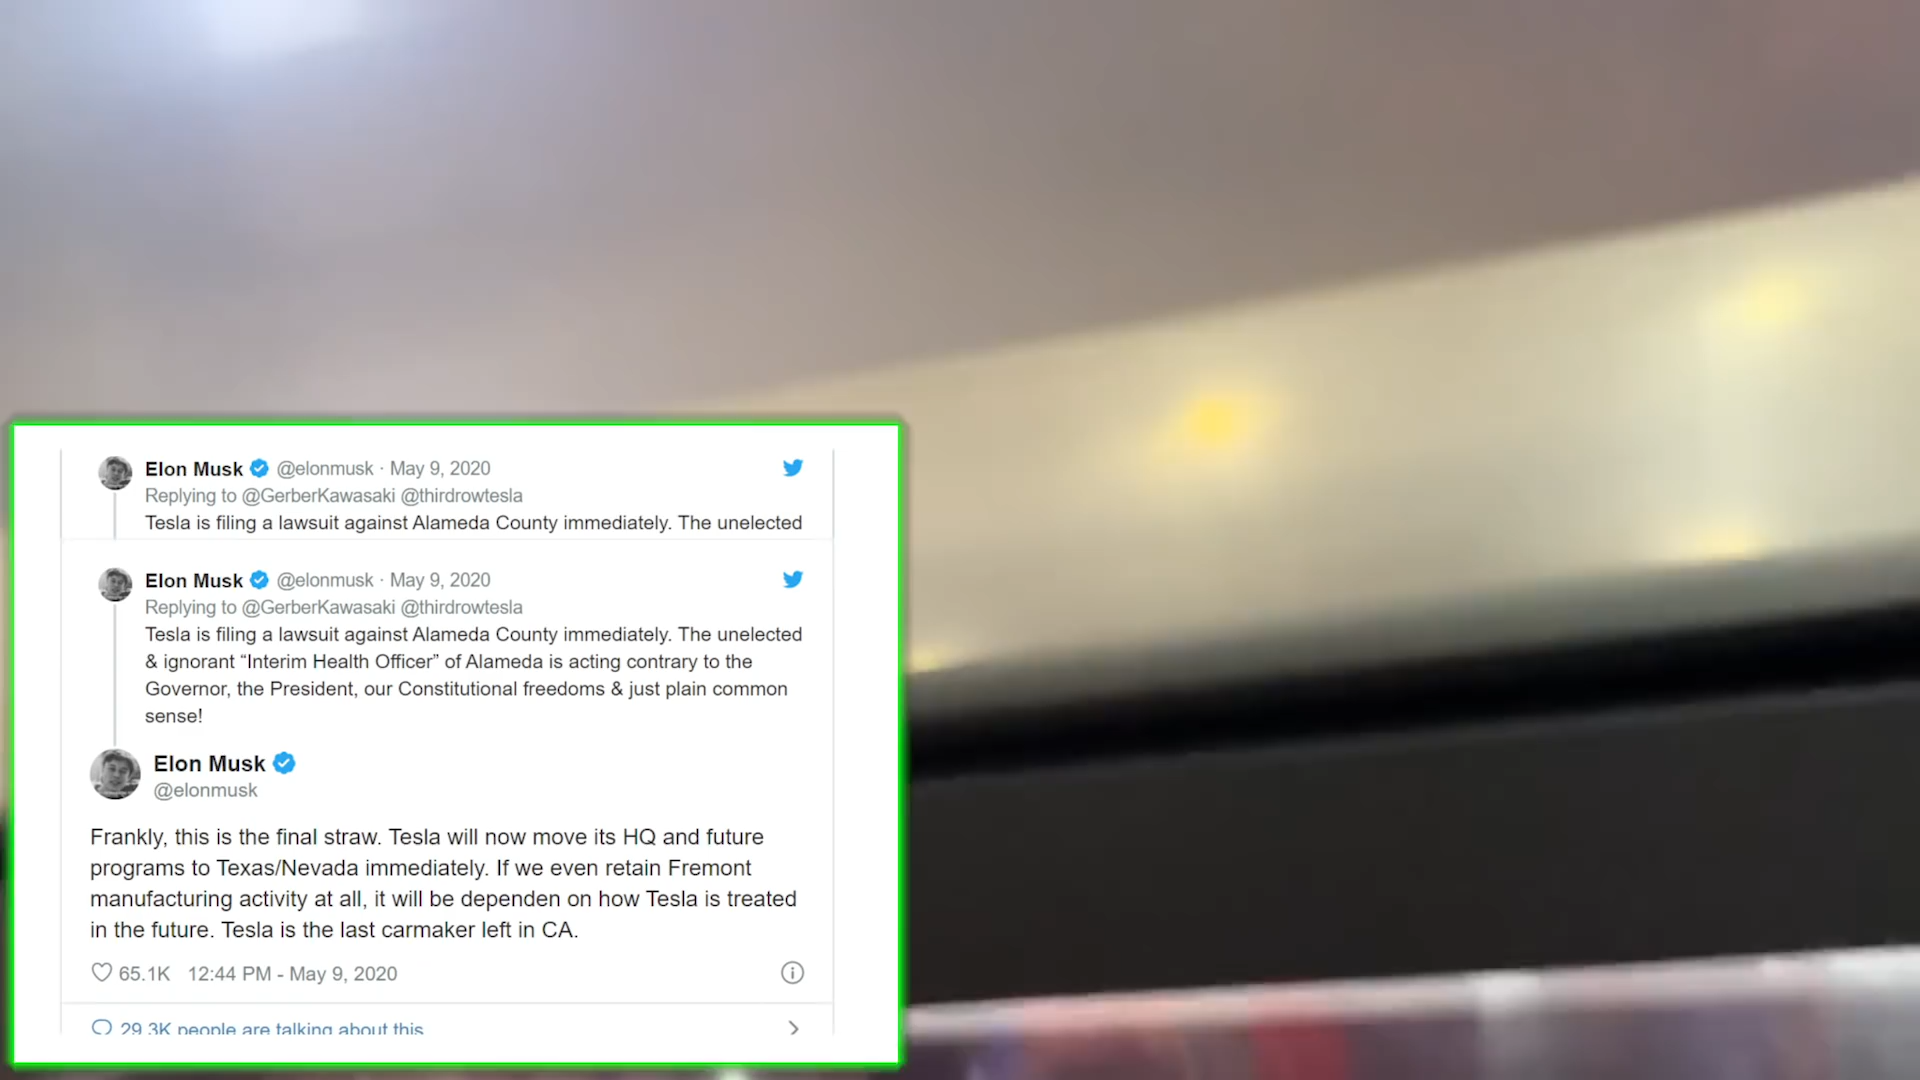 Elon Musk @elonmusk · May 9, 2020
Replying to @GerberKawasaki @thirdrowtesla
Tesla is filing a lawsuit against Alameda County immediately. The unelected
Elon Musk @elonmusk · May 9, 2020
Replying to @GerberKawasaki @thirdrowtesla
Tesla is filing a lawsuit against Alameda County immediately. The unelected
& ignorant “Interim Health Officer” of Alameda is acting contrary to the
Governor, the President, our Constitutional freedoms & just plain common
sense!
Elon Musk
@elonmusk
Frankly, this is the final straw. Tesla will now move its HQ and future
programs to Texas/Nevada immediately. If we even retain Fremont
manufacturing activity at all, it will be dependen on how Tesla is treated
in the future. Tesla is the last carmaker left in CA.
65.1K 12:44 PM - May 9, 2020
29.3K people are talking about this